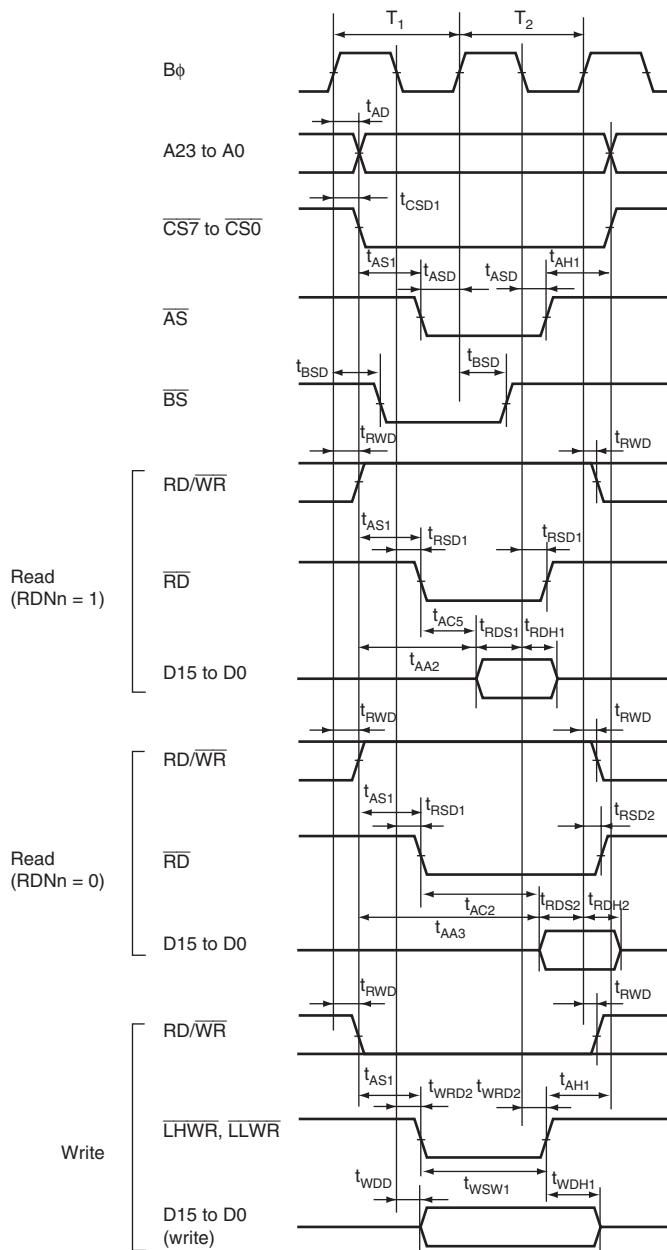 T1 T2
Bφ
tAD
A23 to A0
tCSD1
CS7 to CS0
tAS1 tASD tASD tAH1
AS
tBSD tBSD
BS
tRWD tRWD
RD/WR
tAS1 tRSD1 tRSD1
Read
(RDNn = 1)
RD
tAC5 tRDS1 tRDH1
tAA2
D15 to D0
tRWD tRWD
RD/WR
tAS1 tRSD1 tRSD2
Read
(RDNn = 0)
RD
tAC2 tRDS2 tRDH2
tAA3
D15 to D0
tRWD tRWD
RD/WR
tAS1 tWRD2 tWRD2 tAH1
LHWR, LLWR
Write
tWDD tWSW1 tWDH1
D15 to D0
(write)